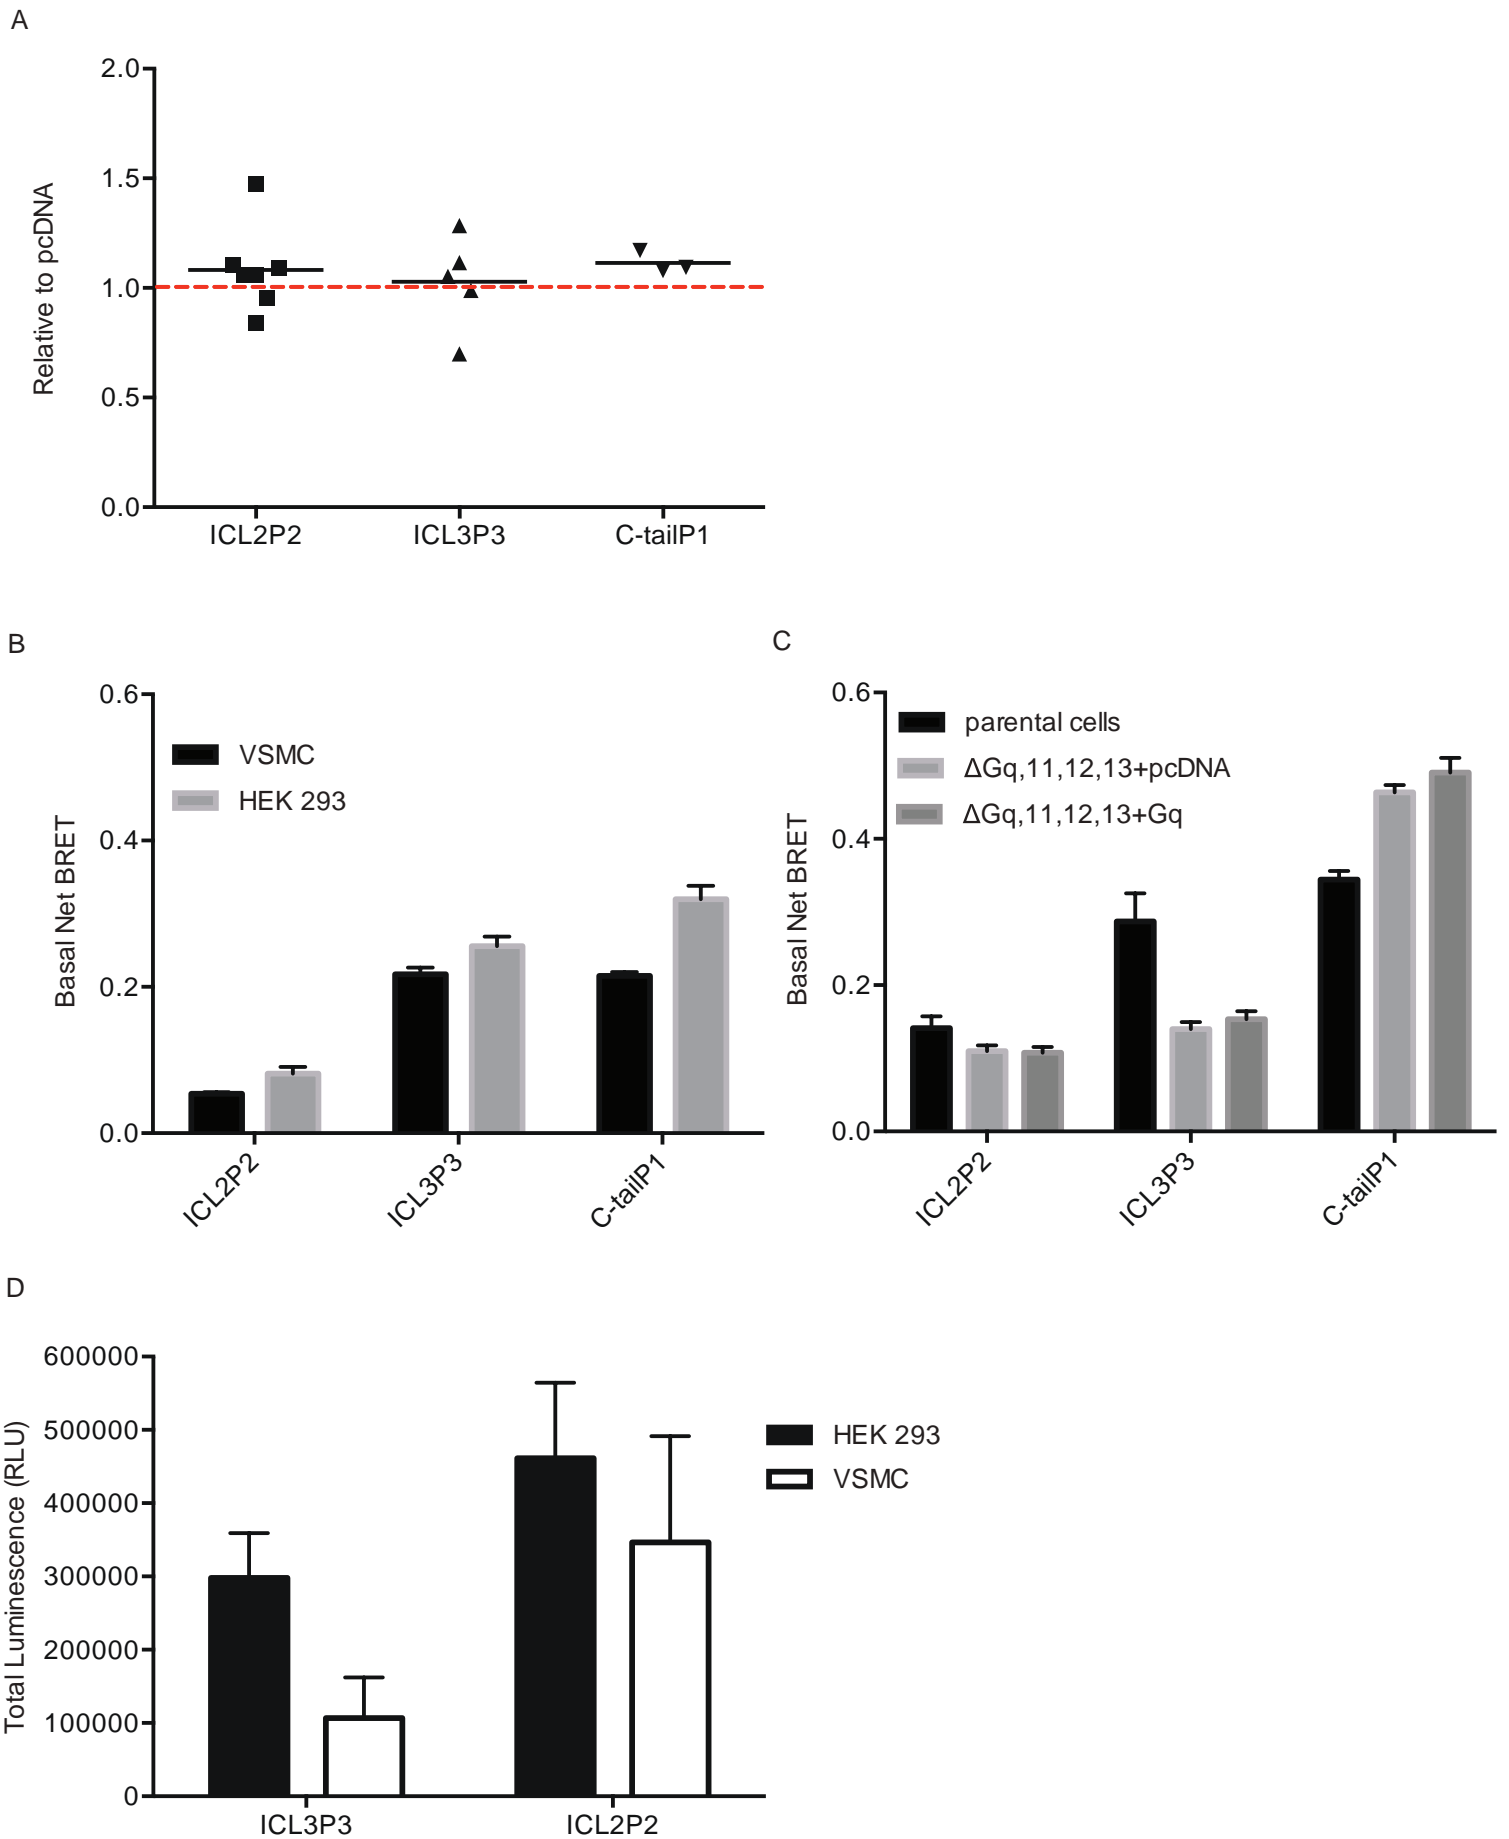 A
2.0
1.5
1.0
0.5
0.0
Relative to pcDNA
ICL2P2 ICL3P3 C-tailP1
B
0.6
0.4
0.2
0.0
Basal Net BRET
VSMC
HEK 293
ICL2P2 ICL3P3 C-tailP1
C
0.6
0.4
0.2
0.0
Basal Net BRET
parental cells
ΔGq,11,12,13+pcDNA
ΔGq,11,12,13+Gq
ICL2P2 ICL3P3 C-tailP1
D
600000
500000
400000
300000
200000
100000
0
Total Luminescence (RLU)
HEK 293
VSMC
ICL3P3 ICL2P2